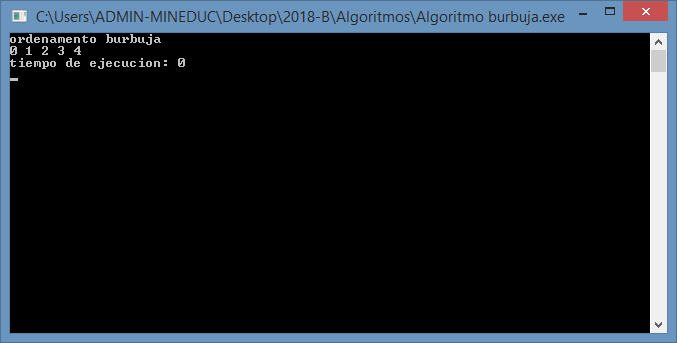 C:\Users\ADMIN-MINEDUC\Desktop\2018-B\Algoritmos\Algoritmo burbuja.exe
ordenamento burbuja
0 1 2 3 4
tiempo de ejecucion: 0